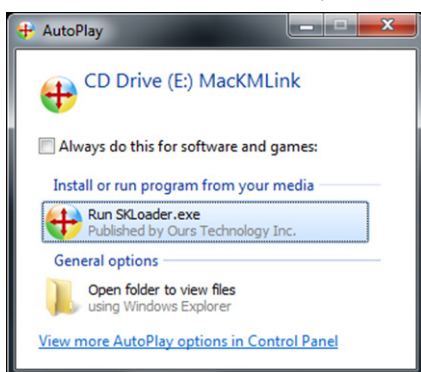 AutoPlay
CD Drive (E:) MacKMLink
Always do this for software and games:
Install or run program from your media
Run SKLoader.exe
Published by Ours Technology Inc.
General options
Open folder to view files
using Windows Explorer
View more AutoPlay options in Control Panel